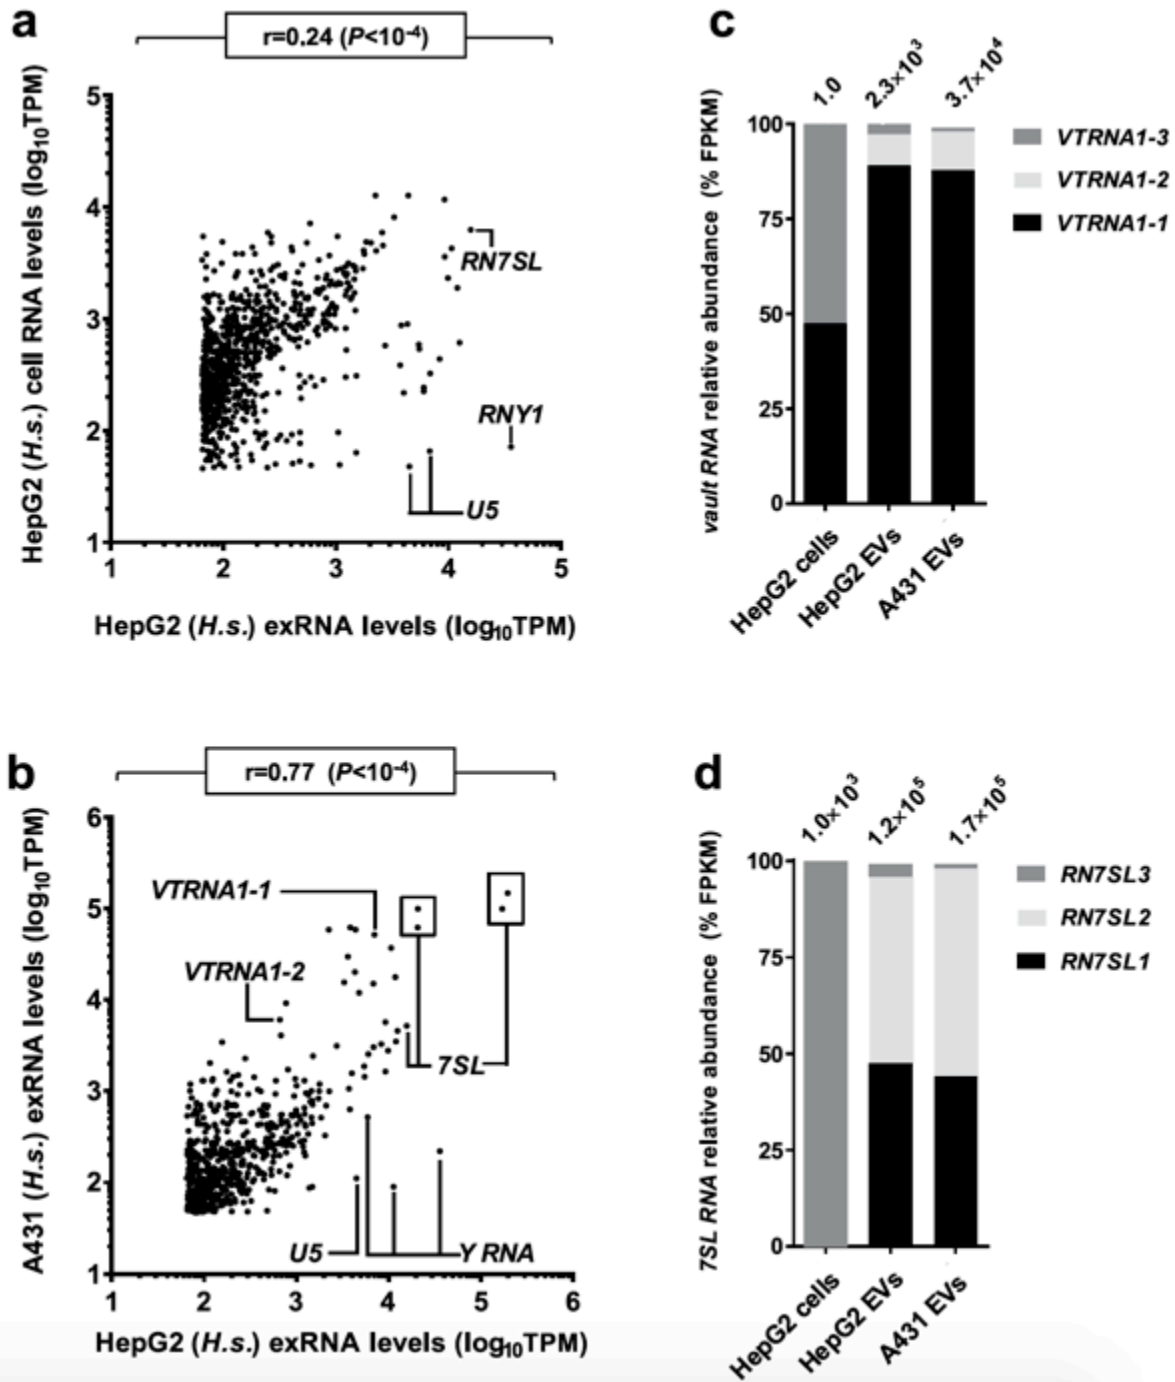 a
r=0.24 (P<10⁻⁴)
HepG2 (H.s.) cell RNA levels (log₁₀TPM)
5
4
3
2
1
RN7SL
RNY1
U5
1 2 3 4 5
HepG2 (H.s.) exRNA levels (log₁₀TPM)
c
1.0 2.3×10³ 3.7×10⁴
vault RNA relative abundance (% FPKM)
100
75
50
25
0
VTRNA1-3
VTRNA1-2
VTRNA1-1
HepG2 cells
HepG2 EVs
A431 EVs
b
r=0.77 (P<10⁻⁴)
A431 (H.s.) exRNA levels (log₁₀TPM)
6
5
4
3
2
1
VTRNA1-1
VTRNA1-2
7SL
U5
Y RNA
1 2 3 4 5 6
HepG2 (H.s.) exRNA levels (log₁₀TPM)
d
1.0×10³ 1.2×10⁵ 1.7×10⁵
7SL RNA relative abundance (% FPKM)
100
75
50
25
0
RN7SL3
RN7SL2
RN7SL1
HepG2 cells
HepG2 EVs
A431 EVs